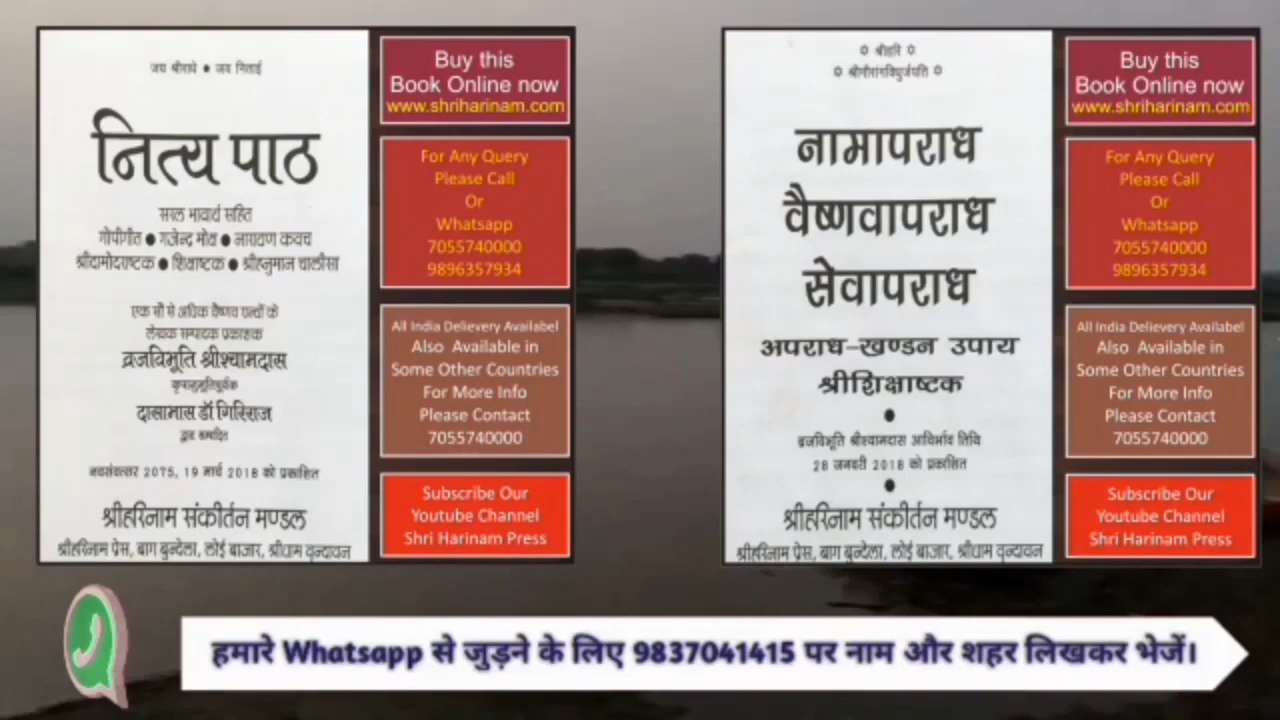 जय श्रीराधे ● जय निताई
नित्य पाठ
सरल भावार्थ सहित
गोपीगीत ● गजेन्द्र मोक्ष ● नारायण कवच
श्रीदामोदराष्टक ● शिवाष्टक ● श्रीहनुमान चालीसा
एक सौ से अधिक वैष्णव ग्रन्थों के
लेखक सम्पादक प्रकाशक
व्रजविभूति श्रीश्यामदास
कृपानुभूतिपूर्वक
दासाभास डॉ गिरिराज
द्वारा सम्पादित
नवसंवत्सर 2075, 19 मार्च 2018 को प्रकाशित
श्रीहरिनाम संकीर्तन मण्डल
श्रीहरिनाम प्रेस, बाग बुन्देला, लोई बाजार, श्रीधाम वृन्दावन
Buy this
Book Online now
www.shriharinam.com
For Any Query
Please Call
Or
Whatsapp
7055740000
9896357934
All India Delievery Availabel
Also Available in
Some Other Countries
For More Info
Please Contact
7055740000
Subscribe Our
Youtube Channel
Shri Harinam Press
श्रीहरि
श्रीगौरांगविधुर्जयति
नामापराध
वैष्णवापराध
सेवापराध
अपराध-खण्डन उपाय
श्रीशिक्षाष्टक
●
व्रजविभूति श्रीश्यामदास आविर्भाव तिथि
28 जनवरी 2018 को प्रकाशित
●
श्रीहरिनाम संकीर्तन मण्डल
श्रीहरिनाम प्रेस, बाग बुन्देला, लोई बाजार, श्रीधाम वृन्दावन
Buy this
Book Online now
www.shriharinam.com
For Any Query
Please Call
Or
Whatsapp
7055740000
9896357934
All India Delievery Availabel
Also Available in
Some Other Countries
For More Info
Please Contact
7055740000
Subscribe Our
Youtube Channel
Shri Harinam Press
हमारे Whatsapp से जुड़ने के लिए 9837041415 पर नाम और शहर लिखकर भेजें।